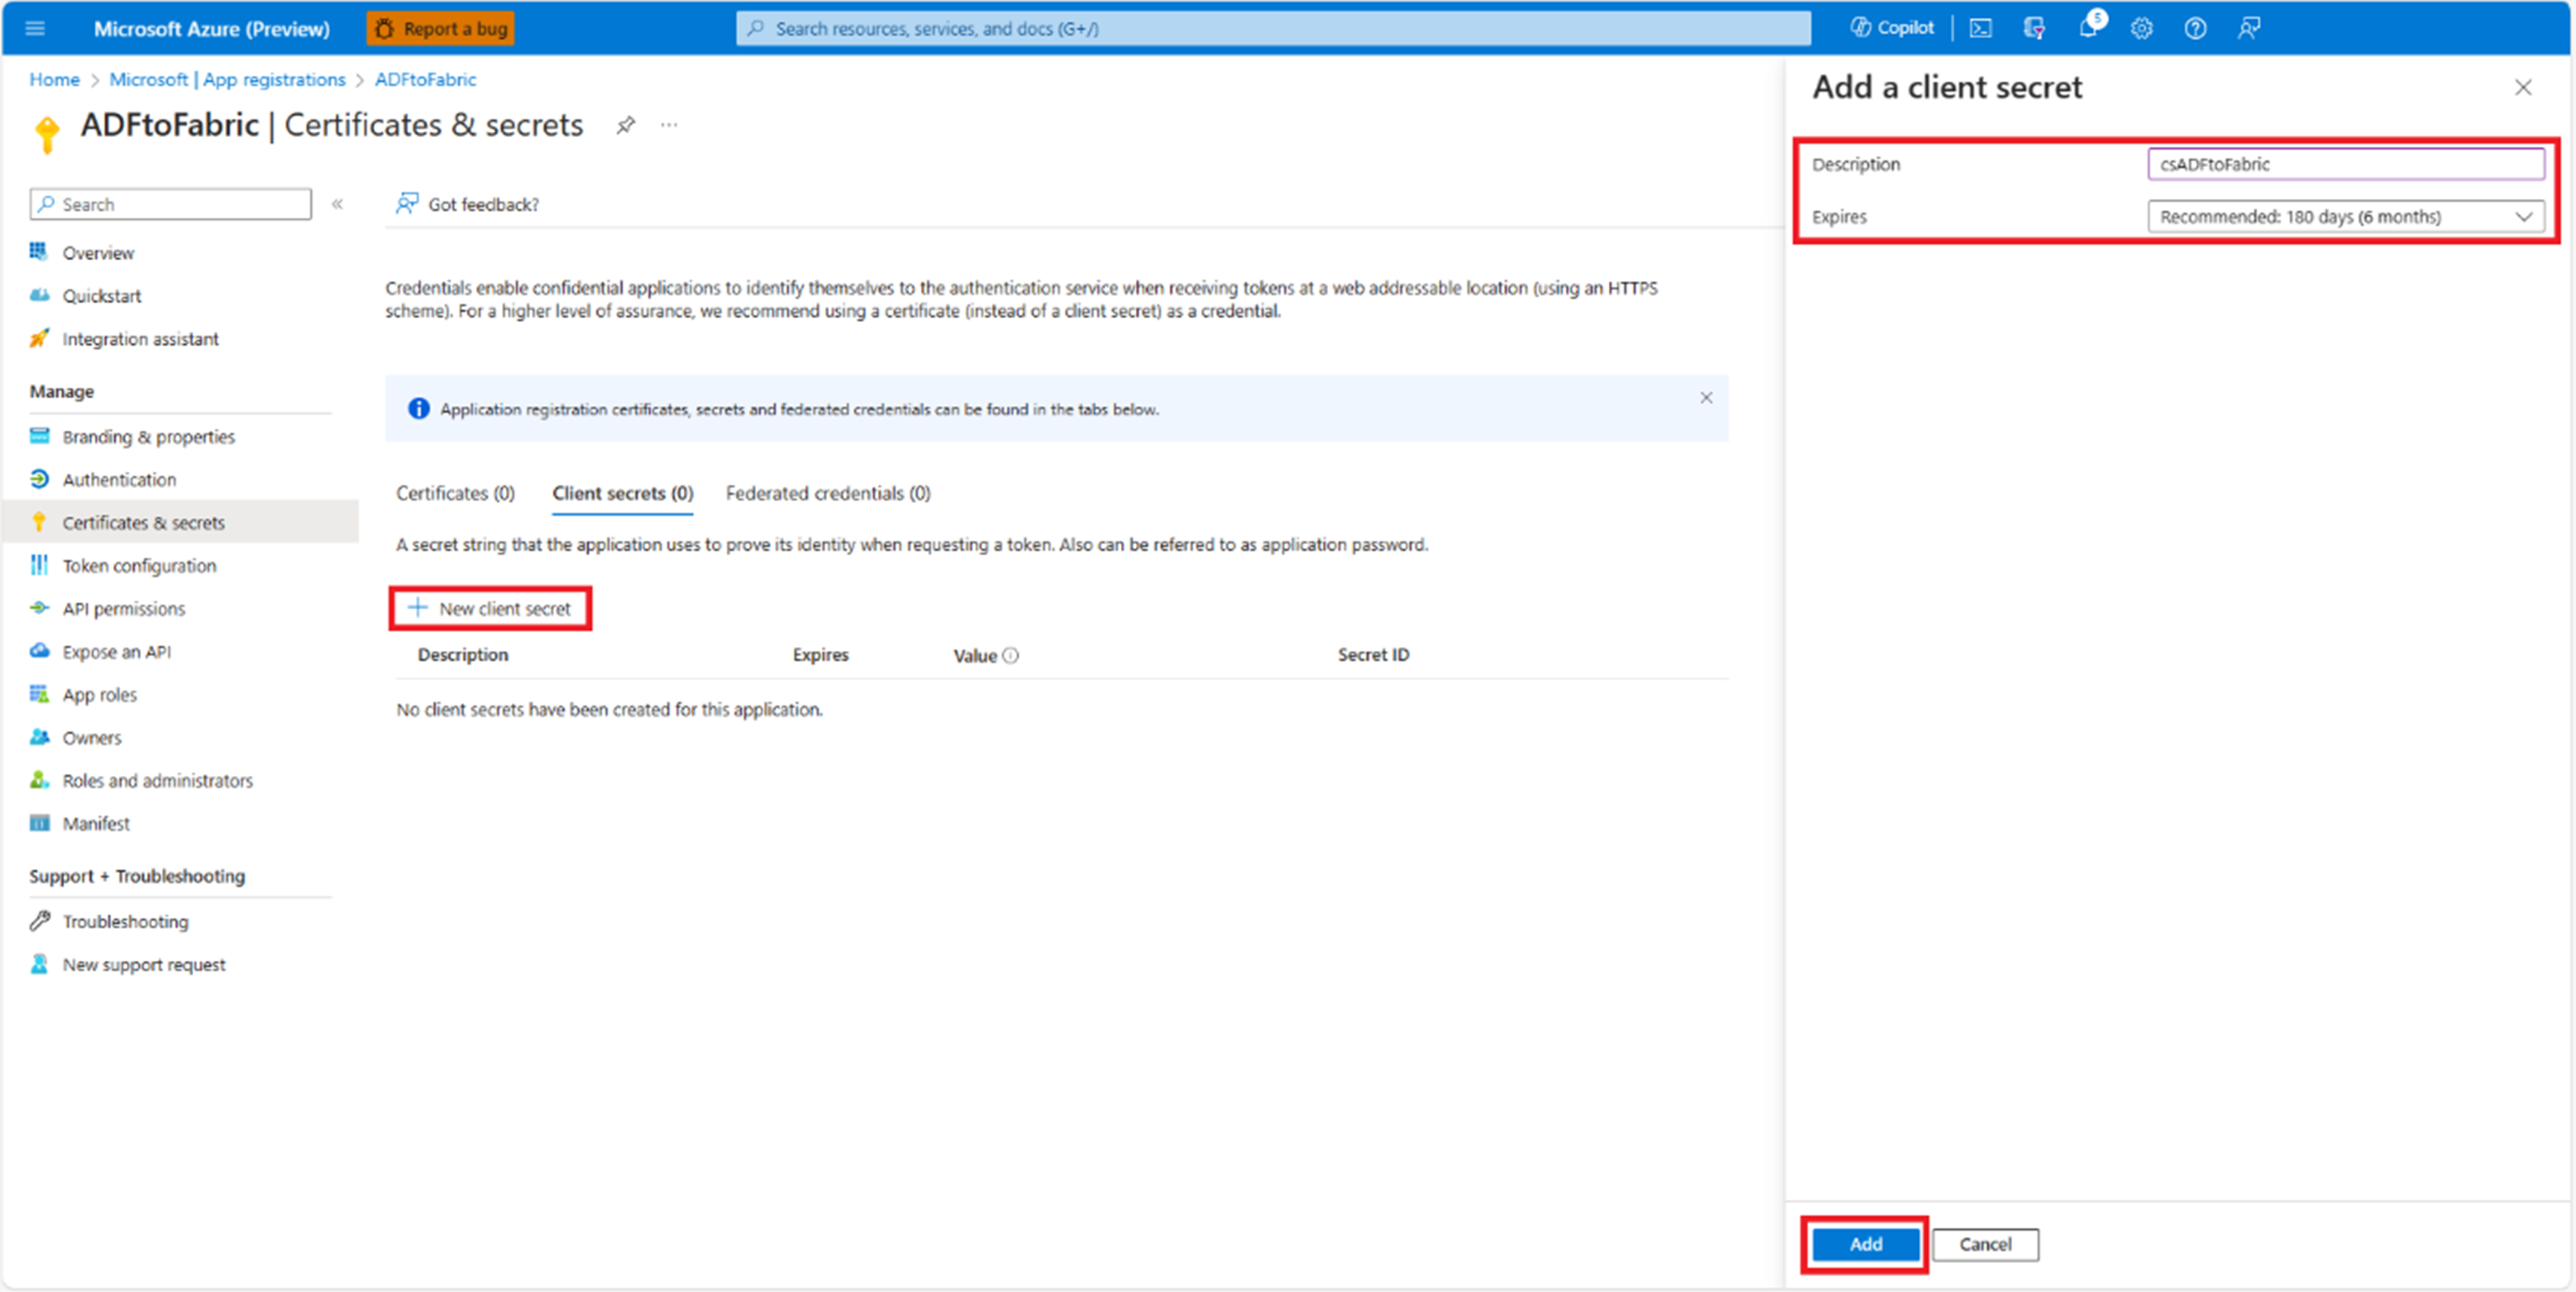 Microsoft Azure (Preview)
Report a bug
Search resources, services, and docs (G+/)
Copilot
5
Home > Microsoft | App registrations > ADFtoFabric
ADFtoFabric | Certificates & secrets
...
Search
«
Overview
Quickstart
Integration assistant
Manage
Branding & properties
Authentication
Certificates & secrets
Token configuration
API permissions
Expose an API
App roles
Owners
Roles and administrators
Manifest
Support + Troubleshooting
Troubleshooting
New support request
Got feedback?
Credentials enable confidential applications to identify themselves to the authentication service when receiving tokens at a web addressable location (using an HTTPS
scheme). For a higher level of assurance, we recommend using a certificate (instead of a client secret) as a credential.
Application registration certificates, secrets and federated credentials can be found in the tabs below.
Certificates (0) Client secrets (0) Federated credentials (0)
A secret string that the application uses to prove its identity when requesting a token. Also can be referred to as application password.
New client secret
Description Expires Value Secret ID
No client secrets have been created for this application.
Add a client secret
Description csADFtoFabric
Expires Recommended: 180 days (6 months)
Add Cancel